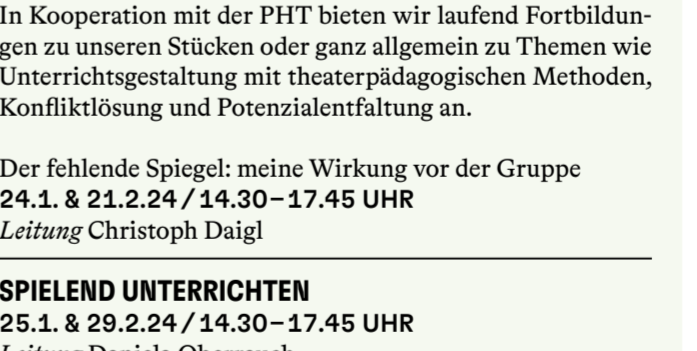 In Kooperation mit der PHT bieten wir laufend Fortbildun-
gen zu unseren Stücken oder ganz allgemein zu Themen wie
Unterrichtsgestaltung mit theaterpädagogischen Methoden,
Konfliktlösung und Potenzialentfaltung an.
Der fehlende Spiegel: meine Wirkung vor der Gruppe
24.1. & 21.2.24 / 14.30–17.45 UHR
Leitung Christoph Daigl
SPIELEND UNTERRICHTEN
25.1. & 29.2.24 / 14.30–17.45 UHR
Leitung Daniela Oberrauch